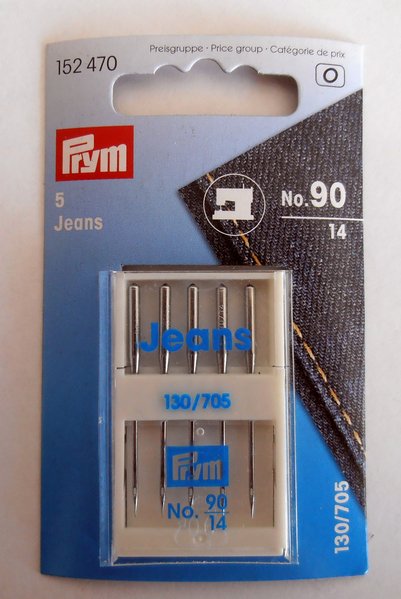 Preisgruppe · Price group · Catégorie de prix
152 470
O
Prym
5
Jeans
No. 90
14
Jeans
130/705
Prym
No. 90
14
130/705